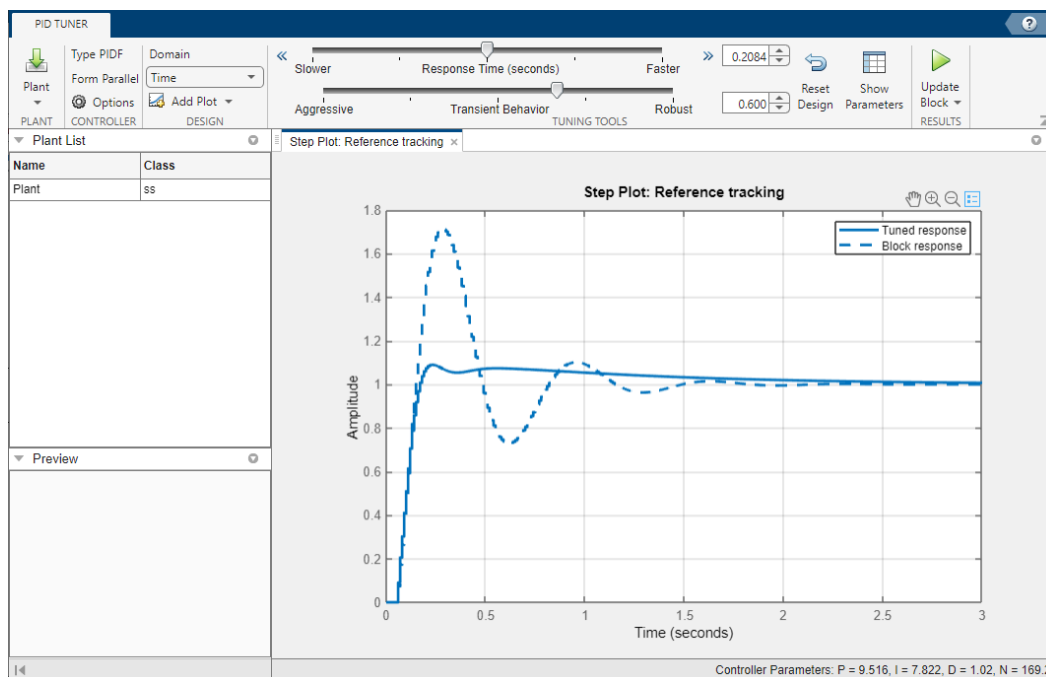 PID TUNER
?
Plant
PLANT
Type PIDF
Form Parallel
Options
CONTROLLER
Domain
Time
Add Plot
DESIGN
«
Slower
Response Time (seconds)
Faster
»
0.2084
Aggressive
Transient Behavior
Robust
0.600
TUNING TOOLS
Reset
Design
Show
Parameters
Update
Block
RESULTS
Plant List
Name Class
Plant ss
Preview
Step Plot: Reference tracking ×
Step Plot: Reference tracking
Tuned response
Block response
1.8
1.6
1.4
1.2
1
0.8
0.6
0.4
0.2
0
Amplitude
0 0.5 1 1.5 2 2.5 3
Time (seconds)
Controller Parameters: P = 9.516, I = 7.822, D = 1.02, N = 169.